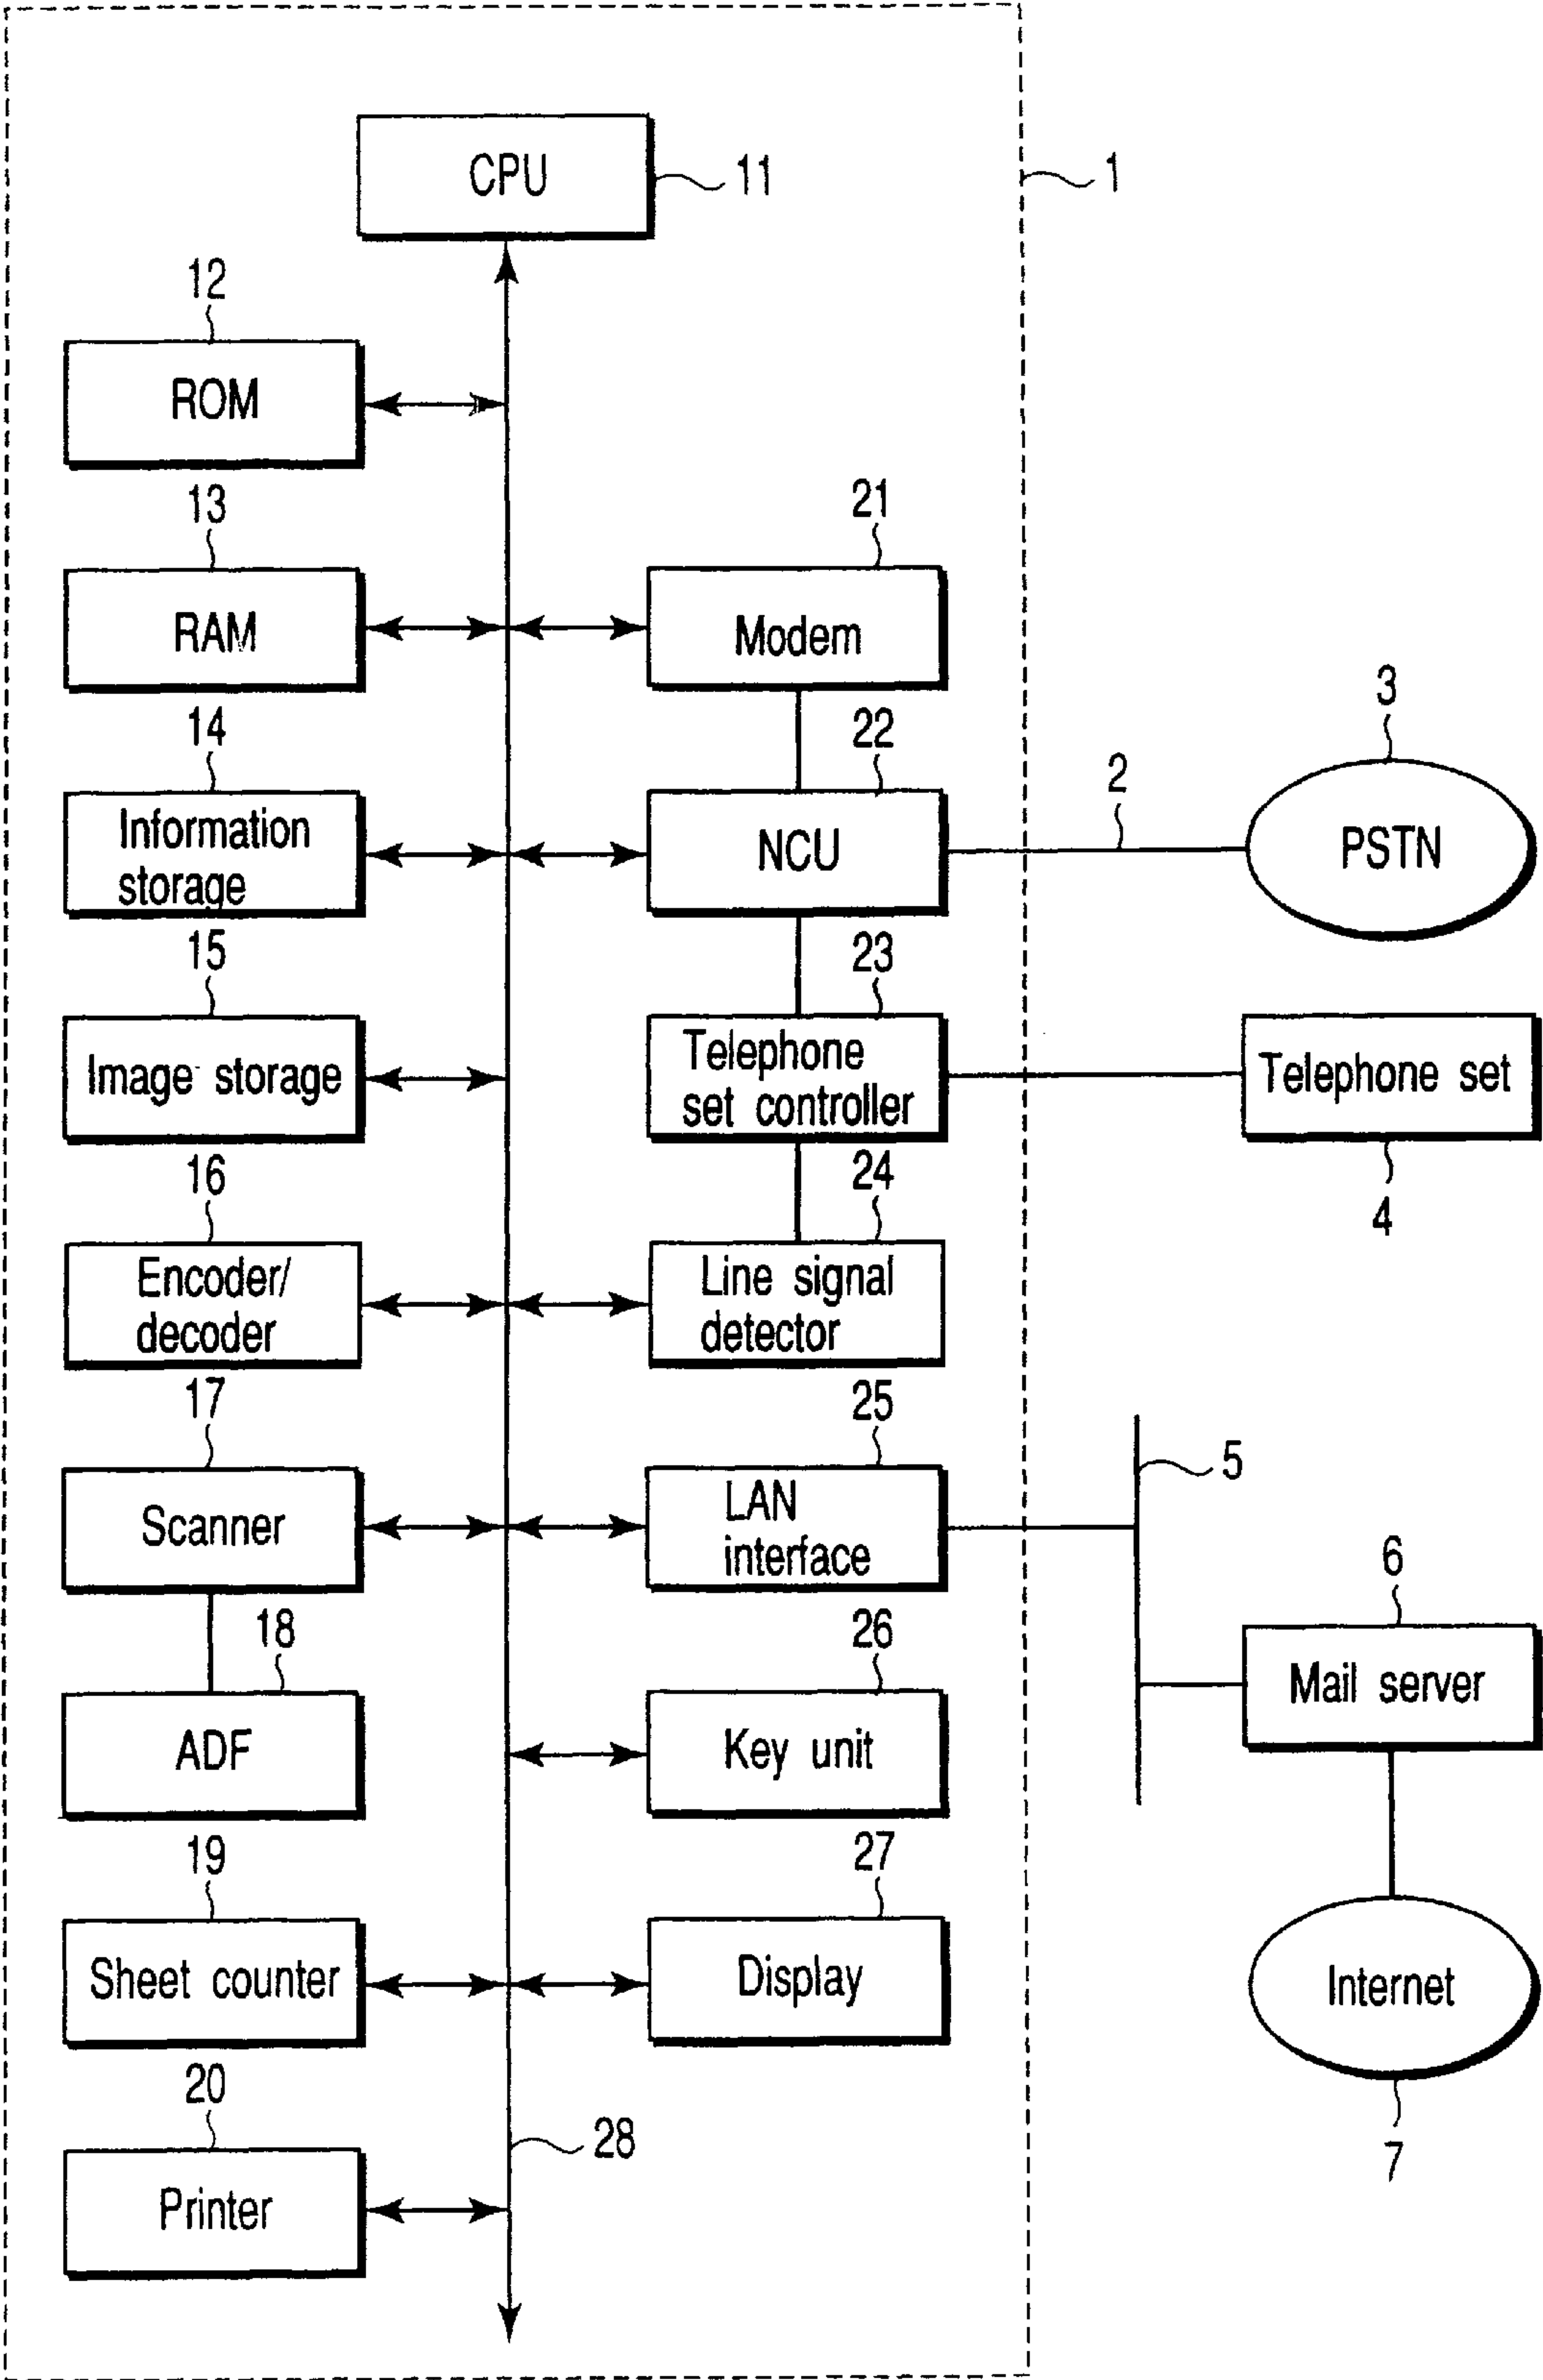 CPU
11
1
12
ROM
13
RAM
21
Modem
14
Information
storage
22
NCU
2
3
PSTN
15
Image storage
23
Telephone
set controller
Telephone set
4
16
Encoder/
decoder
24
Line signal
detector
17
Scanner
25
LAN
interface
5
18
ADF
26
Key unit
6
Mail server
19
Sheet counter
27
Display
Internet
7
20
Printer
28